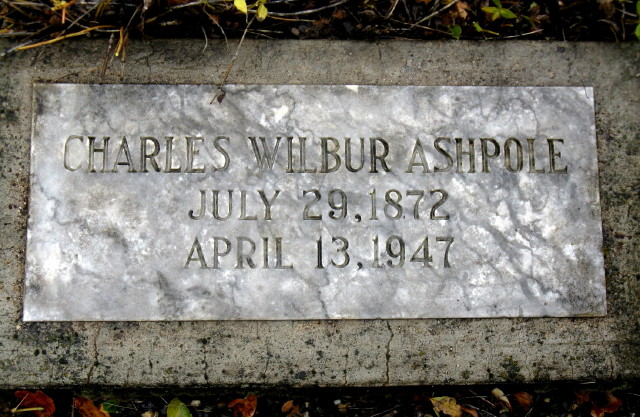 CHARLES WILBUR ASHPOLE
JULY 29, 1872
APRIL 13, 1947